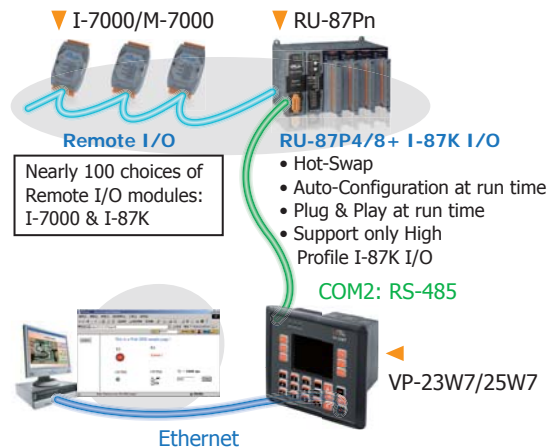 I-7000/M-7000
RU-87Pn
Remote I/O
RU-87P4/8+ I-87K I/O
Nearly 100 choices of
Remote I/O modules:
I-7000 & I-87K
• Hot-Swap
• Auto-Configuration at run time
• Plug & Play at run time
• Support only High
Profile I-87K I/O
COM2: RS-485
VP-23W7/25W7
Ethernet